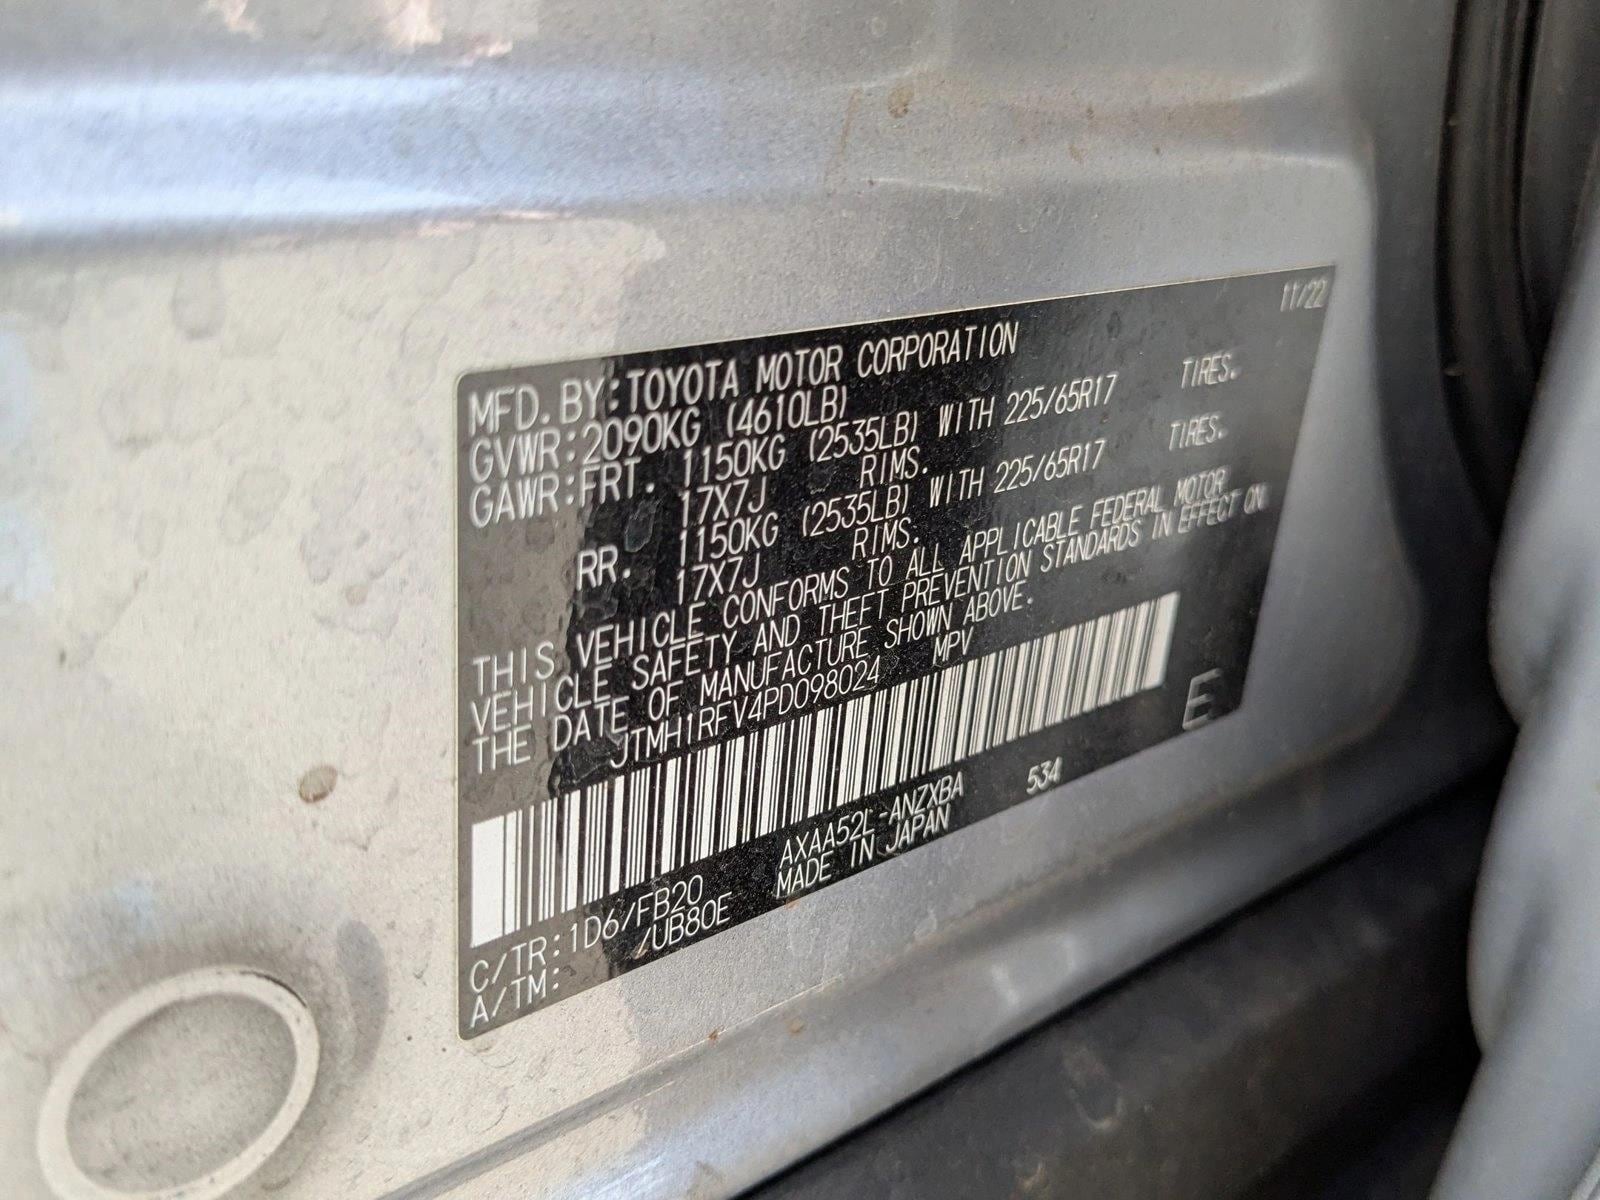 11/22
MFD. BY: TOYOTA MOTOR CORPORATION
GVWR: 2090KG (4610LB)
GAWR: FRT. 1150KG (2535LB) WITH 225/65R17 TIRES.
17X7J RIMS.
RR. 1150KG (2535LB) WITH 225/65R17 TIRES.
17X7J RIMS.
THIS VEHICLE CONFORMS TO ALL APPLICABLE FEDERAL MOTOR
VEHICLE SAFETY AND THEFT PREVENTION STANDARDS IN EFFECT ON
THE DATE OF MANUFACTURE SHOWN ABOVE.
JTMH1RFV4PD098024 MPV
E
C/TR: 1D6/FB20 AXAA52L-ANZXBA 534
A/TM: /UB80E MADE IN JAPAN